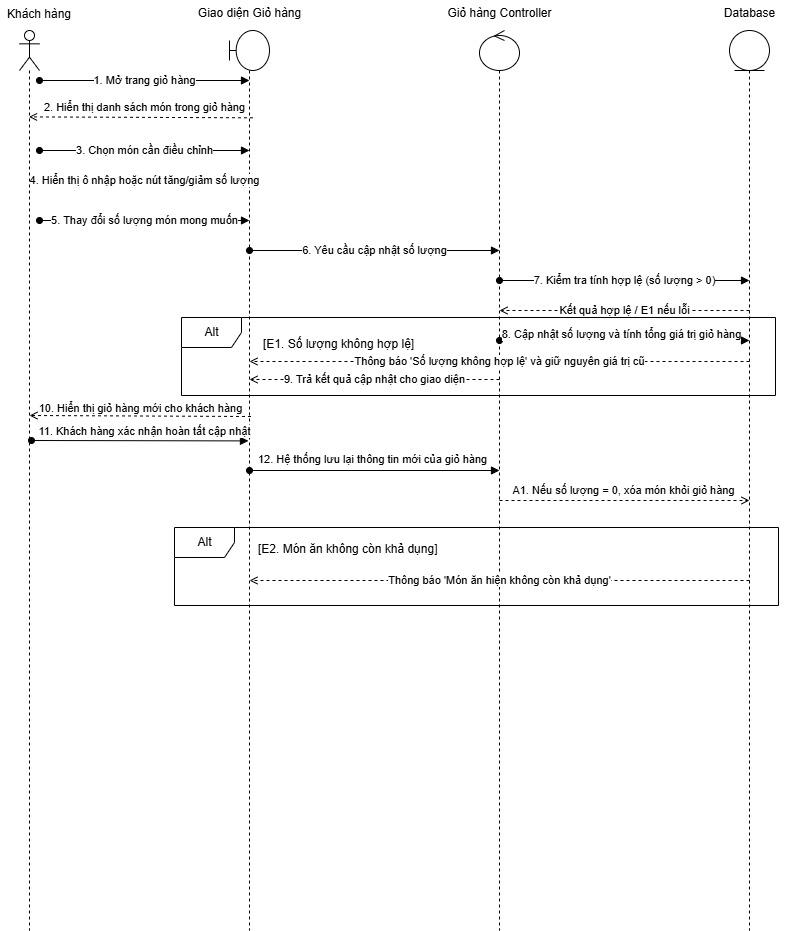 Khách hàng
Giao diện Giỏ hàng
Giỏ hàng Controller
Database
1. Mở trang giỏ hàng
2. Hiển thị danh sách món trong giỏ hàng
3. Chọn món cần điều chỉnh
4. Hiển thị ô nhập hoặc nút tăng/giảm số lượng
5. Thay đổi số lượng món mong muốn
6. Yêu cầu cập nhật số lượng
7. Kiểm tra tính hợp lệ (số lượng > 0)
Kết quả hợp lệ / E1 nếu lỗi
Alt
[E1. Số lượng không hợp lệ]
8. Cập nhật số lượng và tính tổng giá trị giỏ hàng
Thông báo 'Số lượng không hợp lệ' và giữ nguyên giá trị cũ
9. Trả kết quả cập nhật cho giao diện
10. Hiển thị giỏ hàng mới cho khách hàng
11. Khách hàng xác nhận hoàn tất cập nhật
12. Hệ thống lưu lại thông tin mới của giỏ hàng
A1. Nếu số lượng = 0, xóa món khỏi giỏ hàng
Alt
[E2. Món ăn không còn khả dụng]
Thông báo 'Món ăn hiện không còn khả dụng'